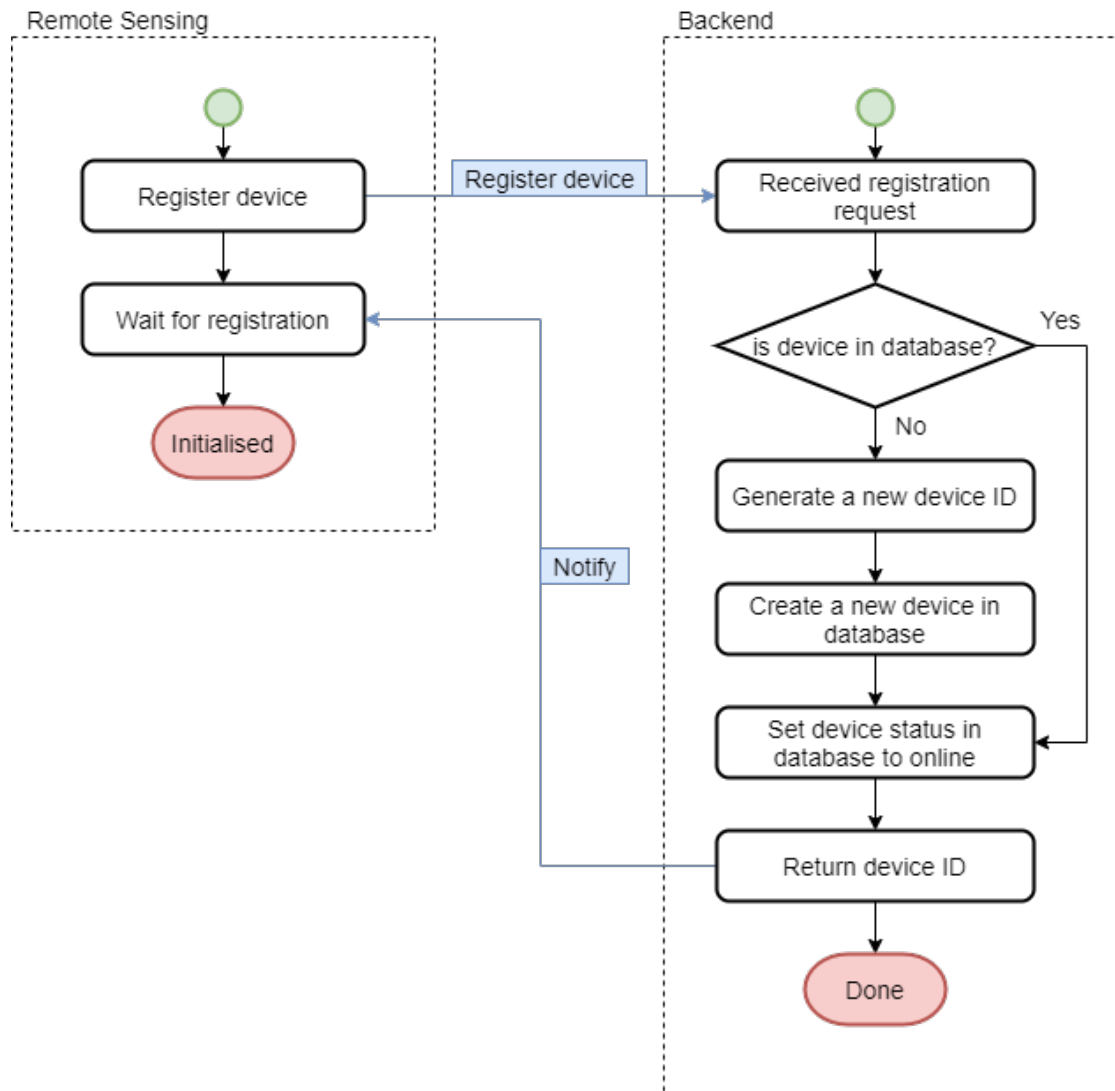 Remote Sensing
Backend
Register device
Register device
Received registration
request
Wait for registration
is device in database?
Yes
Initialised
No
Generate a new device ID
Notify
Create a new device in
database
Set device status in
database to online
Return device ID
Done